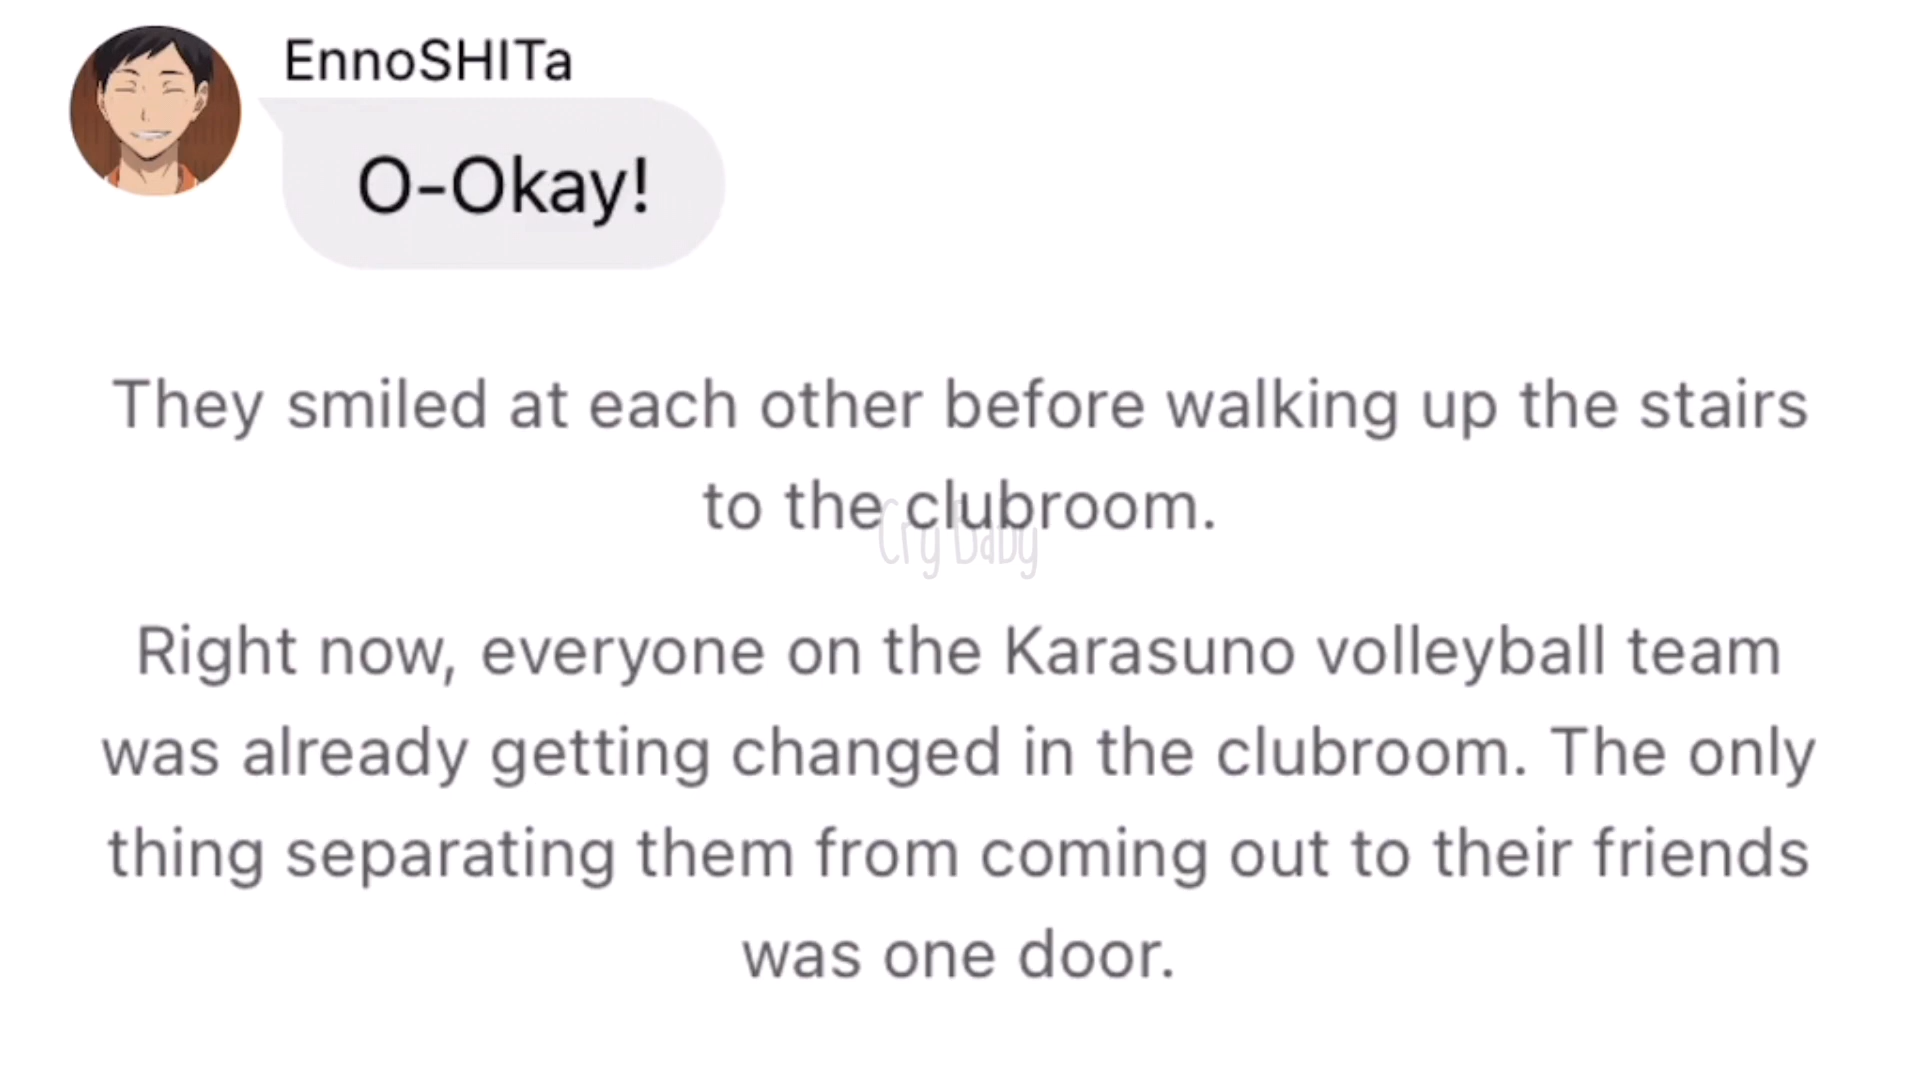 EnnoSHITa
O-Okay!
They smiled at each other before walking up the stairs
to the clubroom.
Cry Baby
Right now, everyone on the Karasuno volleyball team
was already getting changed in the clubroom. The only
thing separating them from coming out to their friends
was one door.